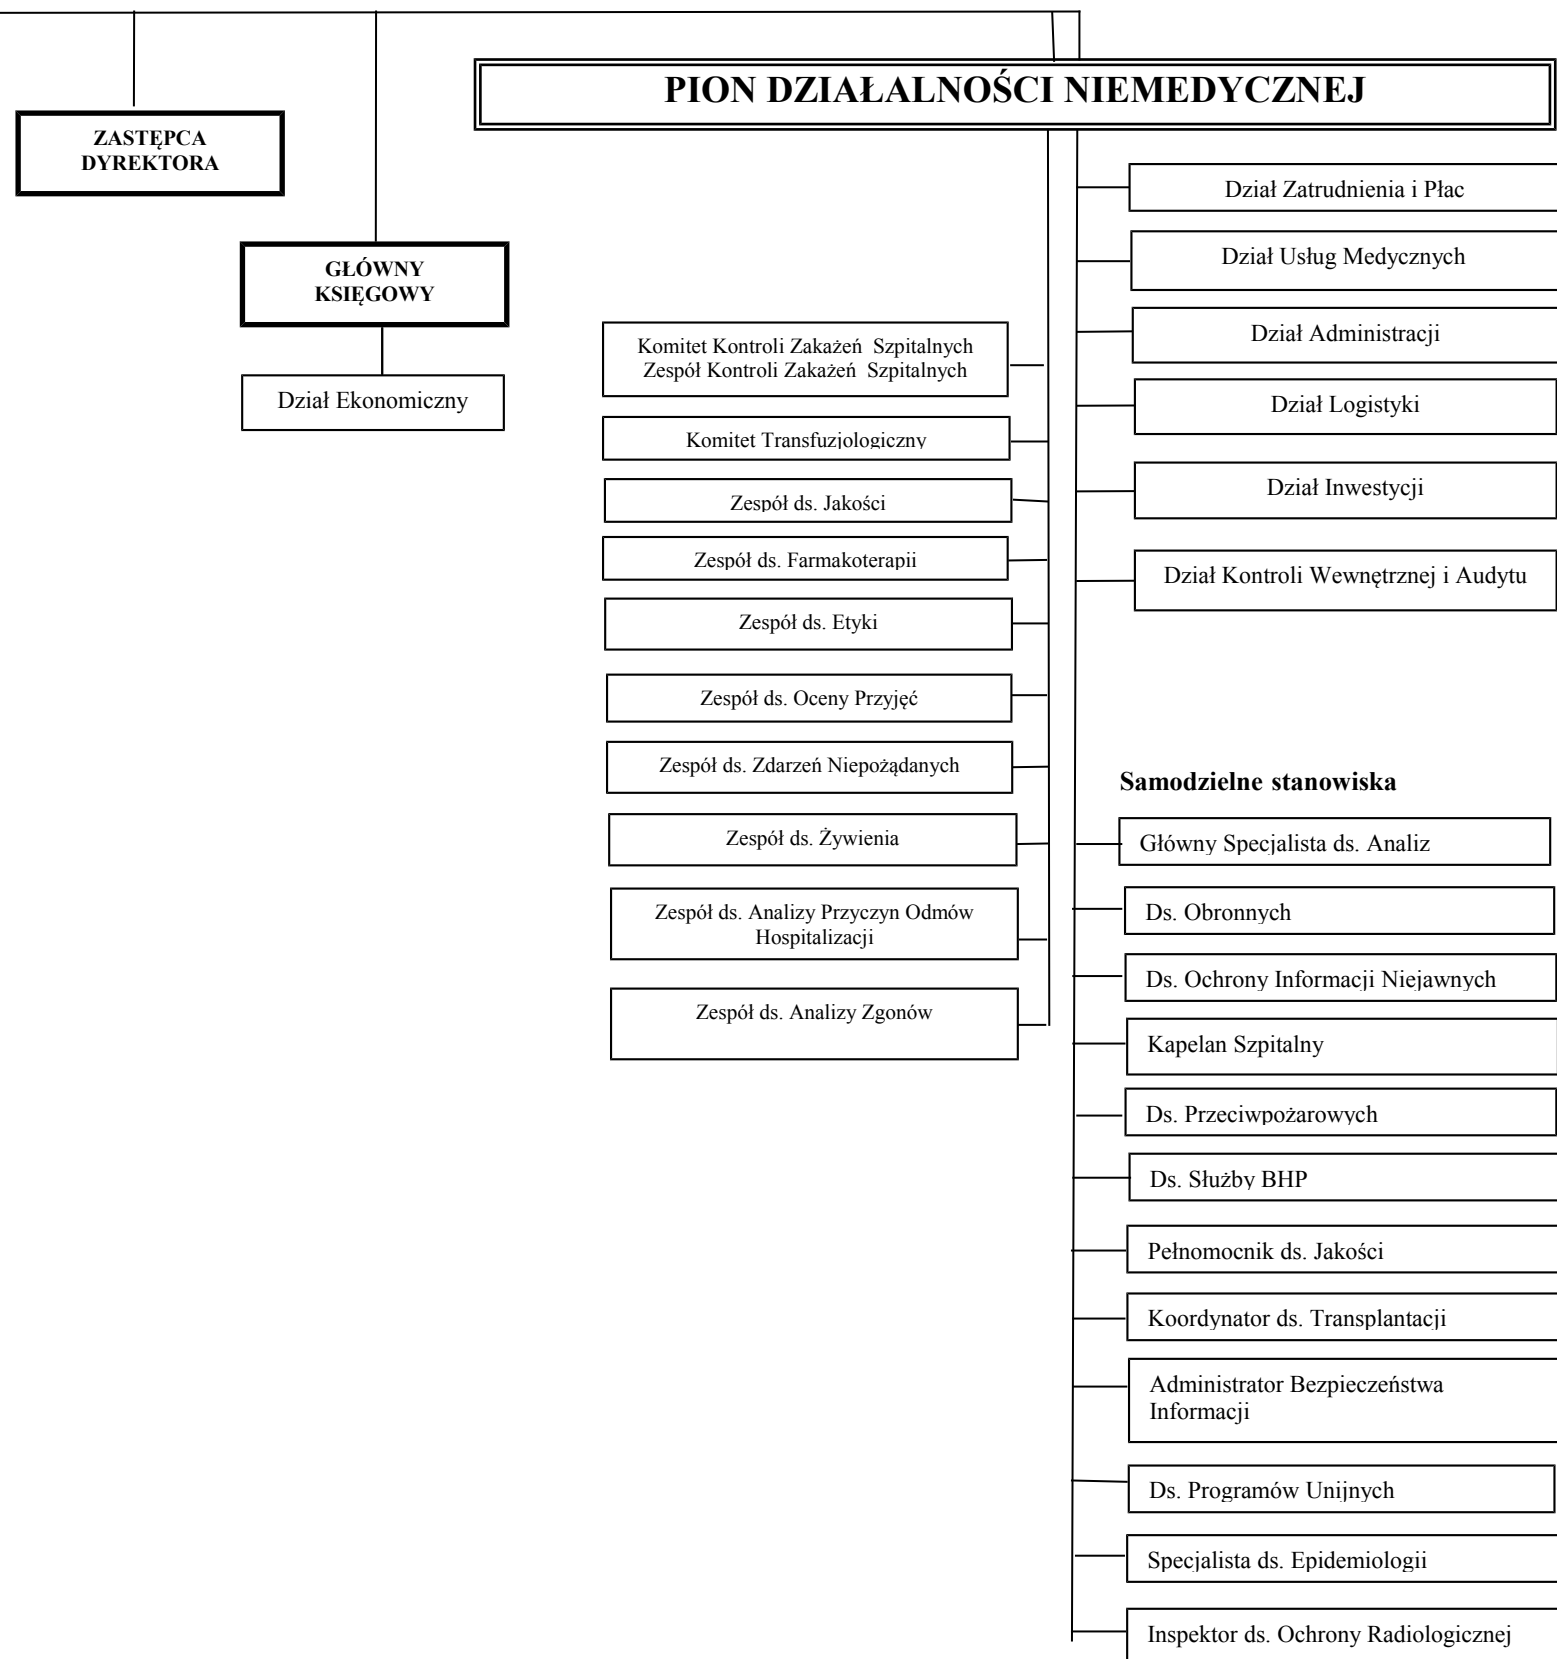 PION DZIAŁALNOŚCI NIEMEDYCZNEJ
ZASTĘPCA
DYREKTORA
GŁÓWNY
KSIĘGOWY
Dział Ekonomiczny
Komitet Kontroli Zakażeń Szpitalnych
Zespół Kontroli Zakażeń Szpitalnych
Komitet Transfuzjologiczny
Zespół ds. Jakości
Zespół ds. Farmakoterapii
Zespół ds. Etyki
Zespół ds. Oceny Przyjęć
Zespół ds. Zdarzeń Niepożądanych
Zespół ds. Żywienia
Zespół ds. Analizy Przyczyn Odmów
Hospitalizacji
Zespół ds. Analizy Zgonów
Dział Zatrudnienia i Płac
Dział Usług Medycznych
Dział Administracji
Dział Logistyki
Dział Inwestycji
Dział Kontroli Wewnętrznej i Audytu
Samodzielne stanowiska
Główny Specjalista ds. Analiz
Ds. Obronnych
Ds. Ochrony Informacji Niejawnych
Kapelan Szpitalny
Ds. Przeciwpożarowych
Ds. Służby BHP
Pełnomocnik ds. Jakości
Koordynator ds. Transplantacji
Administrator Bezpieczeństwa
Informacji
Ds. Programów Unijnych
Specjalista ds. Epidemiologii
Inspektor ds. Ochrony Radiologicznej